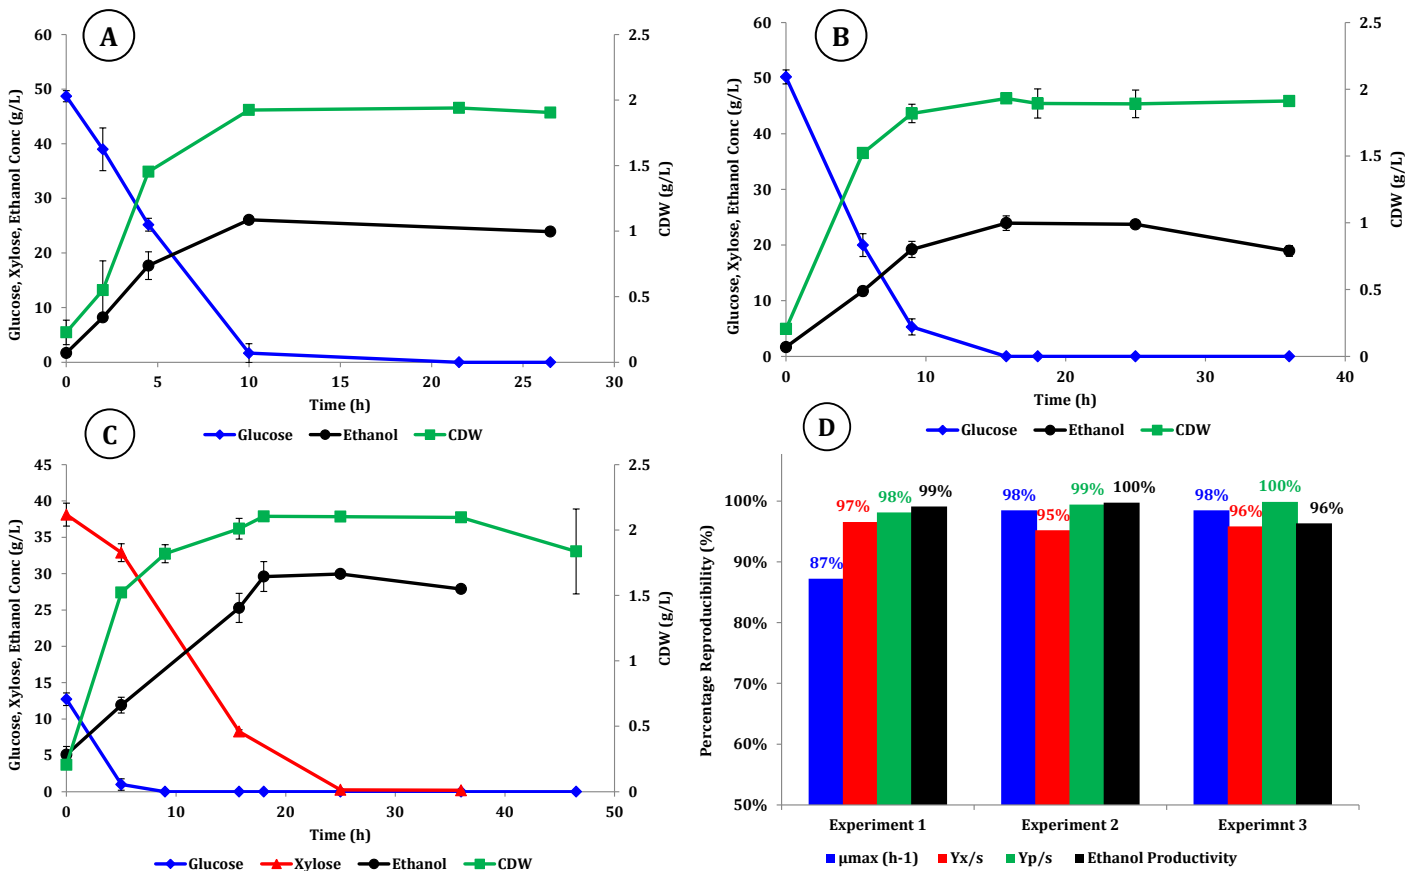 A
Glucose, Xylose, Ethanol Conc (g/L)
60
50
40
30
20
10
0
2.5
2
1.5
1
0.5
0
CDW (g/L)
0 5 10 15 20 25 30
Time (h)
Glucose Ethanol CDW
B
Glucose, Xylose, Ethanol Conc (g/L)
60
50
40
30
20
10
0
2.5
2
1.5
1
0.5
0
CDW (g/L)
0 10 20 30 40
Time (h)
Glucose Ethanol CDW
C
Glucose, Xylose, Ethanol Conc (g/L)
45
40
35
30
25
20
15
10
5
0
2.5
2
1.5
1
0.5
0
CDW (g/L)
0 10 20 30 40 50
Time (h)
Glucose Xylose Ethanol CDW
D
Percentage Reproducibility (%)
100%
90%
80%
70%
60%
50%
87% 97% 98% 99%
98% 95% 99% 100%
98% 96% 100% 96%
Experiment 1 Experiment 2 Experimnt 3
μmax (h-1) Yx/s Yp/s Ethanol Productivity